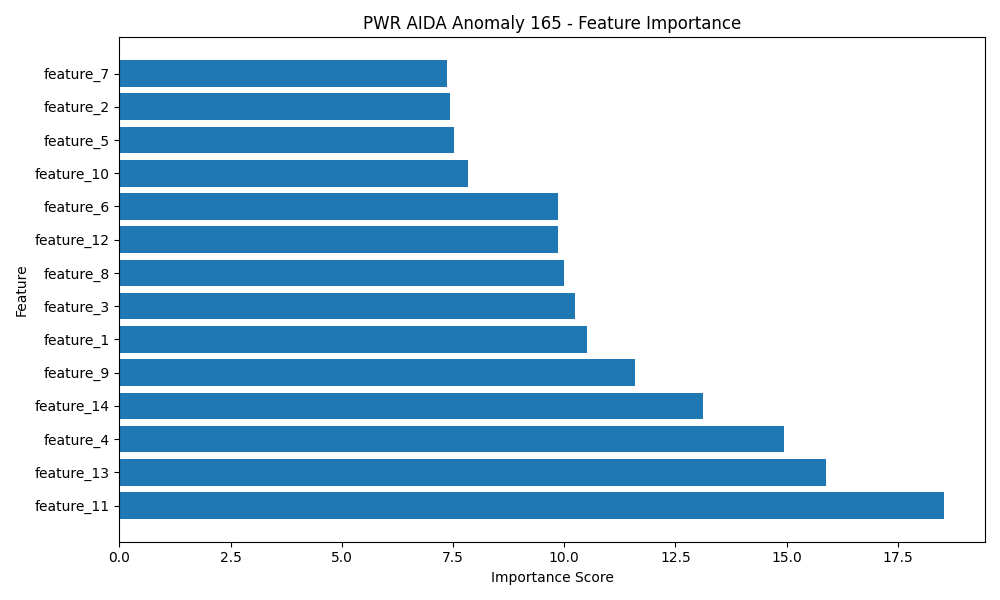 PWR AIDA Anomaly 165 - Feature Importance
feature_7
feature_2
feature_5
feature_10
feature_6
feature_12
feature_8
feature_3
feature_1
feature_9
feature_14
feature_4
feature_13
feature_11
Feature
0.0 2.5 5.0 7.5 10.0 12.5 15.0 17.5
Importance Score